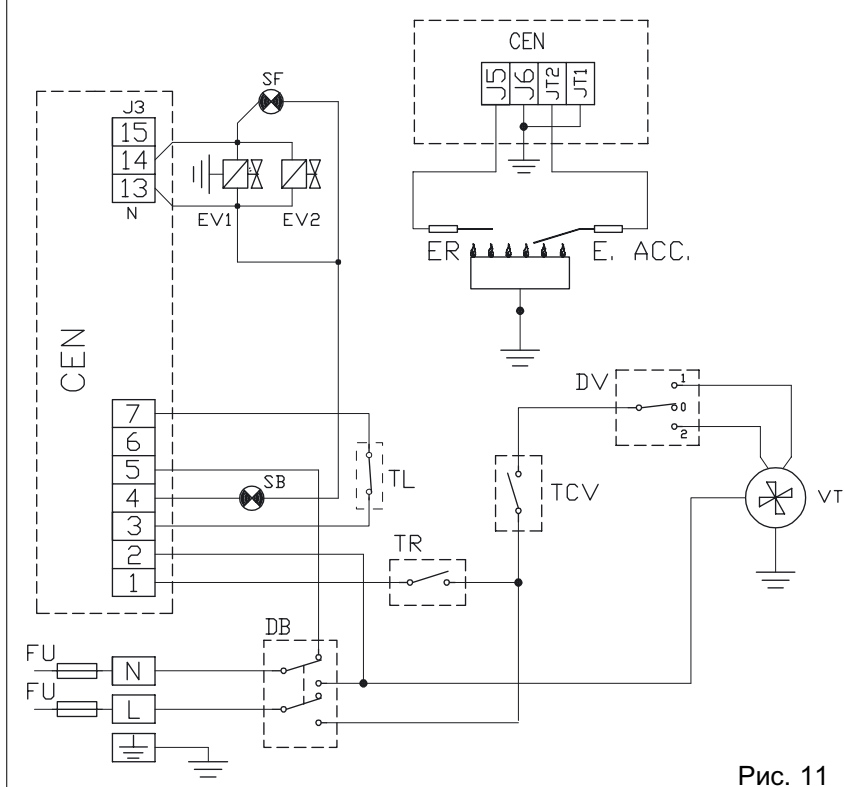 CEN
J5 J6 JT2 JT1
SF
J3
15
14
13
N
EV1 EV2
ER E. ACC.
CEN
DV
1
0
2
7
6
5
4
3
2
1
TL
SB
TCV
VT
TR
DB
FU N
FU L
Рис. 11